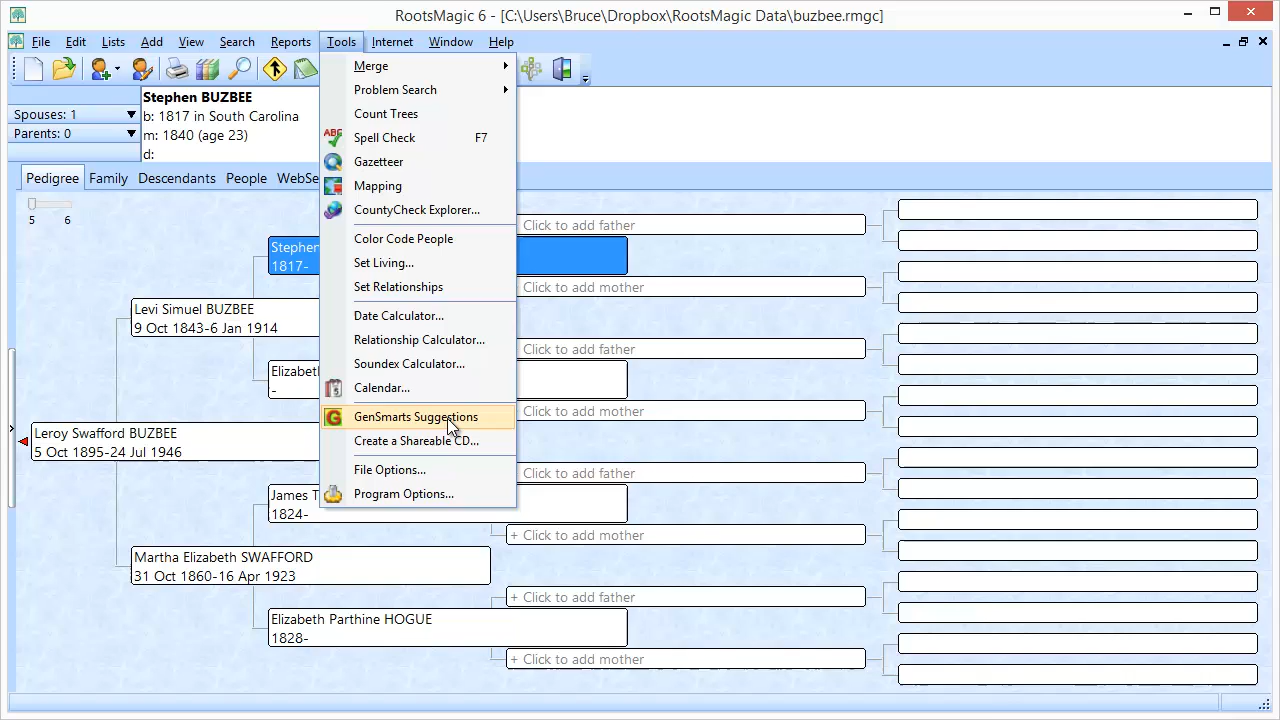 RootsMagic 6 - [C:\Users\Bruce\Dropbox\RootsMagic Data\buzbee.rmgc]
File Edit Lists Add View Search Reports Tools Internet Window Help
Spouses: 1
Parents: 0
Stephen BUZBEE
b: 1817 in South Carolina
m: 1840 (age 23)
d:
Pedigree Family Descendants People WebSe
5 6
Merge
Problem Search
Count Trees
ABC Spell Check F7
Gazetteer
Mapping
CountyCheck Explorer...
Color Code People
Set Living...
Set Relationships
Date Calculator...
Relationship Calculator...
Soundex Calculator...
5 Calendar...
G GenSmarts Suggestions
Create a Shareable CD...
File Options...
Program Options...
Click to add father
Stephen
1817-
Click to add mother
Levi Simuel BUZBEE
9 Oct 1843-6 Jan 1914
Click to add father
Elizabet
-
Click to add mother
Leroy Swafford BUZBEE
5 Oct 1895-24 Jul 1946
Click to add father
James T
1824-
+ Click to add mother
Martha Elizabeth SWAFFORD
31 Oct 1860-16 Apr 1923
+ Click to add father
Elizabeth Parthine HOGUE
1828-
+ Click to add mother